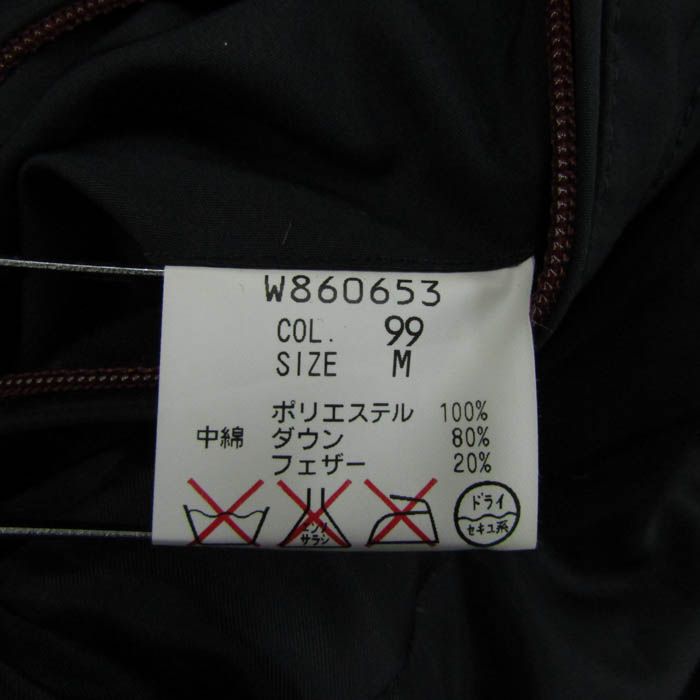 W860653
COL. 99
SIZE M
ポリエステル 100%
中綿 ダウン 80%
フェザー 20%
エンソ
サラシ
ドライ
セキユ系